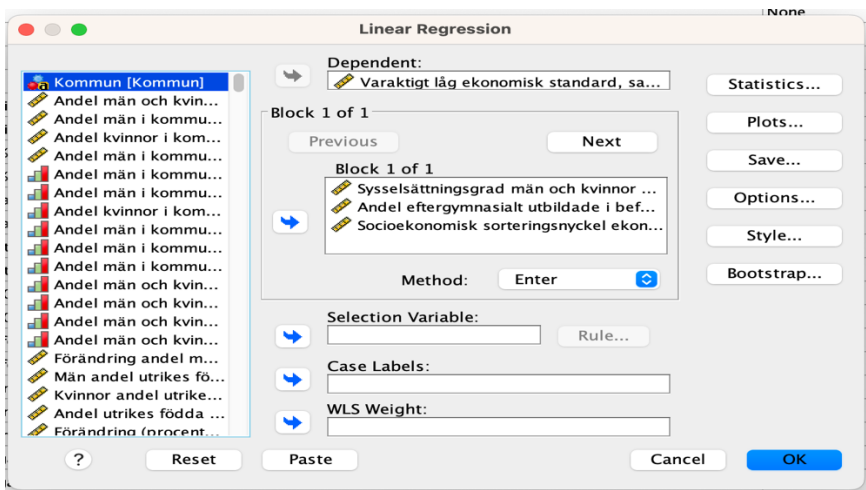 None
Linear Regression
Kommun [Kommun]
Andel män och kvin...
Andel män i kommu...
Andel kvinnor i kom...
Andel män i kommu...
Andel män i kommu...
Andel män i kommu...
Andel kvinnor i kom...
Andel män i kommu...
Andel män i kommu...
Andel män i kommu...
Andel män och kvin...
Andel män och kvin...
Andel män och kvin...
Andel män och kvin...
Förändring andel m...
Män andel utrikes fö...
Kvinnor andel utrike...
Andel utrikes födda ...
Förändring (procent...
Dependent:
Varaktigt låg ekonomisk standard, sa...
Block 1 of 1
Previous
Next
Block 1 of 1
Sysselsättningsgrad män och kvinnor ...
Andel eftergymnasialt utbildade i bef...
Socioekonomisk sorteringsnyckel ekon...
Method:
Enter
Selection Variable:
Rule...
Case Labels:
WLS Weight:
Statistics...
Plots...
Save...
Options...
Style...
Bootstrap...
?
Reset
Paste
Cancel
OK